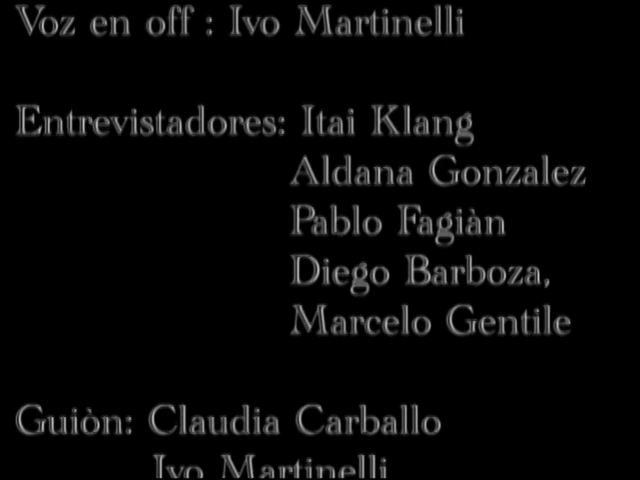 Voz en off : Ivo Martinelli
Entrevistadores: Itai Klang
Aldana Gonzalez
Pablo Fagiàn
Diego Barboza,
Marcelo Gentile
Guiòn: Claudia Carballo
Ivo Martinelli